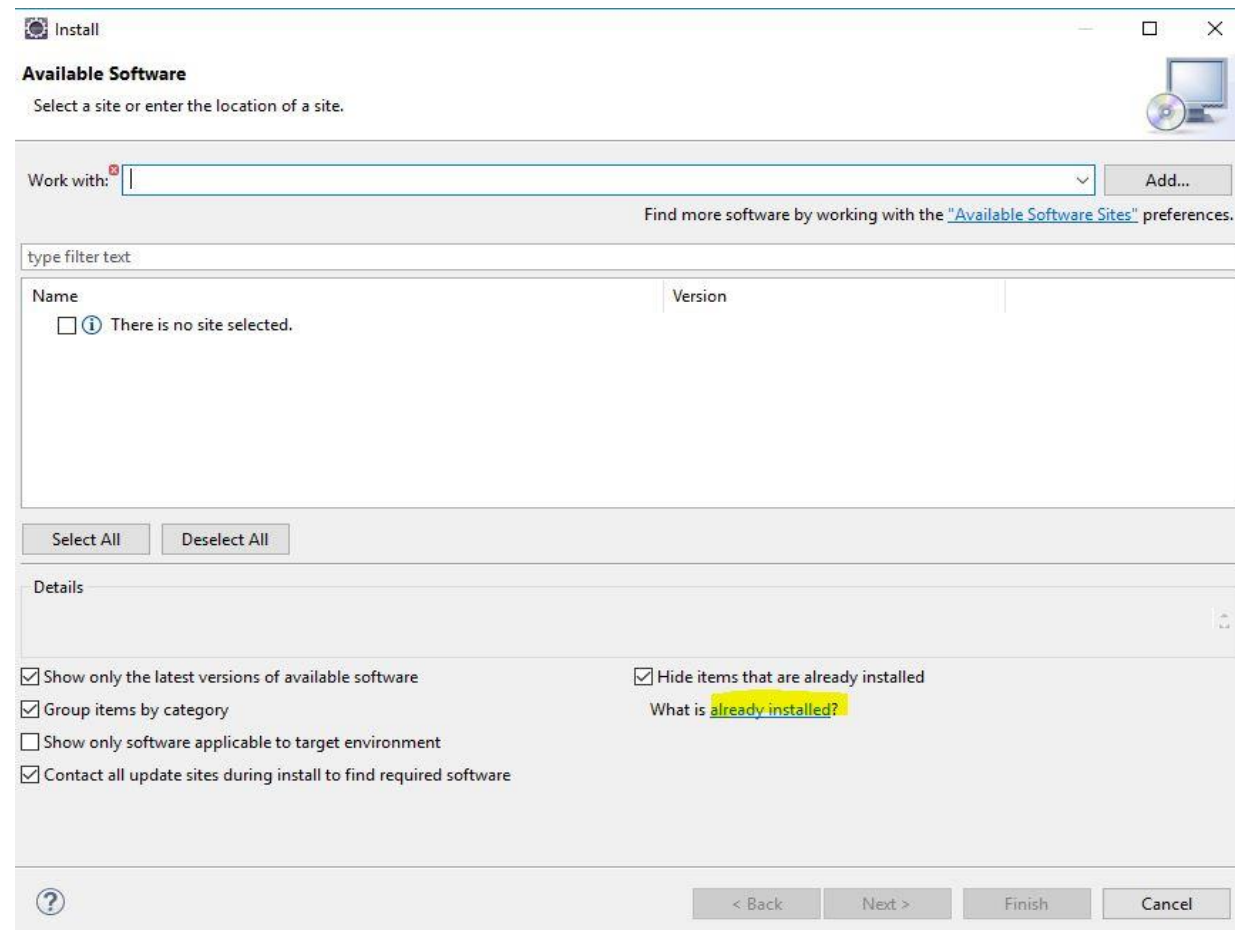 Install
Available Software
Select a site or enter the location of a site.
Work with:
Add...
Find more software by working with the "Available Software Sites" preferences.
type filter text
Name Version
There is no site selected.
Select All Deselect All
Details
Show only the latest versions of available software
Hide items that are already installed
Group items by category
What is already installed?
Show only software applicable to target environment
Contact all update sites during install to find required software
? < Back Next > Finish Cancel